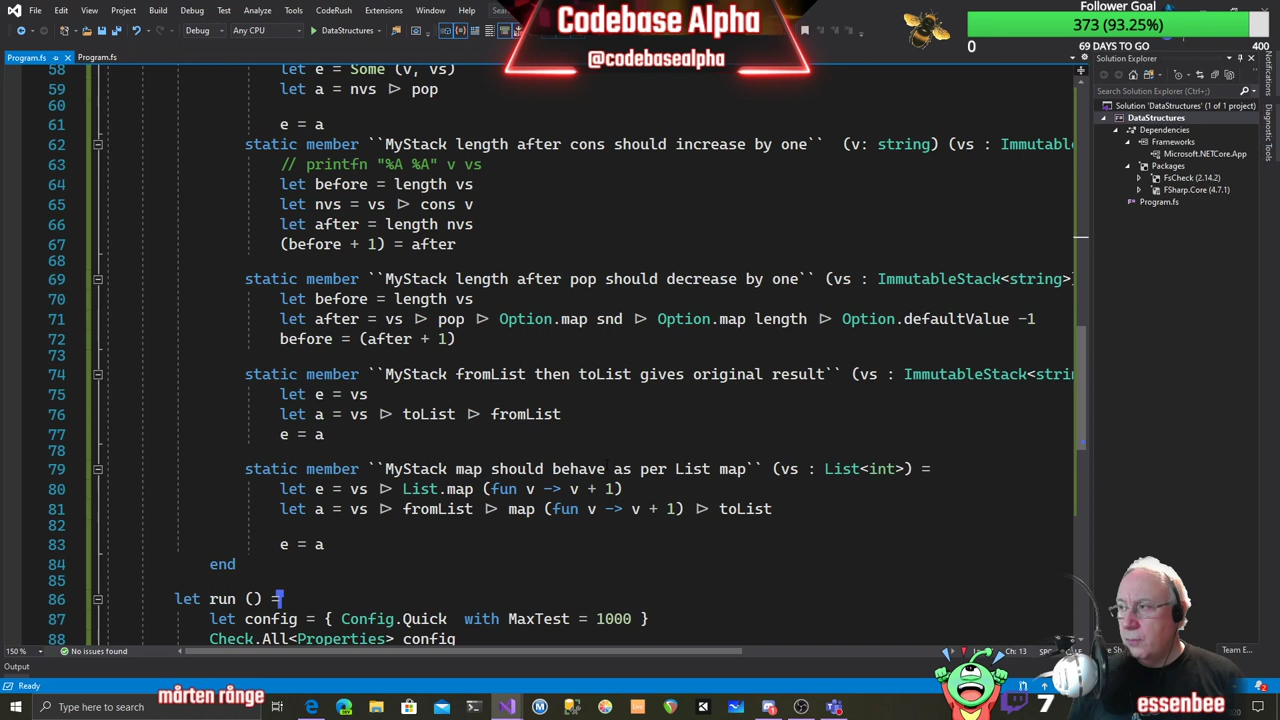 File Edit View Git Project Build Debug Test Analyze Tools CodeRush Extensions Window Help
Codebase Alpha
@codebasealpha
Follower Goal
373 (93.25%)
0 69 DAYS TO GO 400
Debug Any CPU DataStructures
Program.fs Program.fs
58 let e = Some (v, vs)
59 let a = nvs ▷ pop
60
61 e = a
62 static member ``MyStack length after cons should increase by one`` (v: string) (vs : Immutabl
63 // printfn "%A %A" v vs
64 let before = length vs
65 let nvs = vs ▷ cons v
66 let after = length nvs
67 (before + 1) = after
68
69 static member ``MyStack length after pop should decrease by one`` (vs : ImmutableStack<string>)
70 let before = length vs
71 let after = vs ▷ pop ▷ Option.map snd ▷ Option.map length ▷ Option.defaultValue -1
72 before = (after + 1)
73
74 static member ``MyStack fromList then toList gives original result`` (vs : ImmutableStack<stri
75 let e = vs
76 let a = vs ▷ toList ▷ fromList
77 e = a
78
79 static member ``MyStack map should behave as per List map`` (vs : List<int>) =
80 let e = vs ▷ List.map (fun v -> v + 1)
81 let a = vs ▷ fromList ▷ map (fun v -> v + 1) ▷ toList
82
83 e = a
84 end
85
86 let run () =
87 let config = { Config.Quick with MaxTest = 1000 }
88 Check.All<Properties> config
Solution Explorer
Search Solution Explorer (Ctrl+;)
Solution 'DataStructures' (1 of 1 project)
DataStructures
Dependencies
Frameworks
Microsoft.NETCore.App
Packages
FsCheck (2.14.2)
FSharp.Core (4.7.1)
Program.fs
Notifications
Diagnostic Tools
150 % No issues found
Ch: 13
Team E...
Output
Ready
2
mårten rånge
7
essenbee
Type here to search